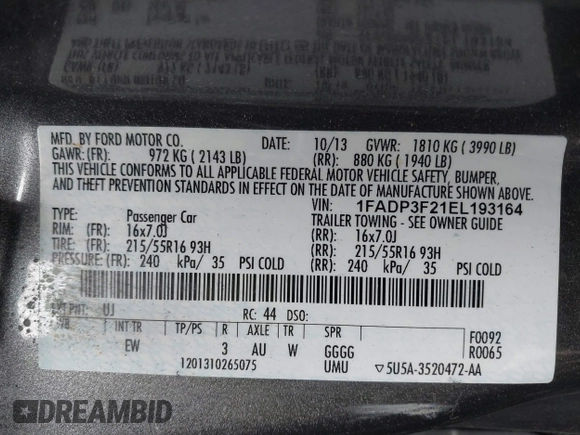 MFD. BY FORD MOTOR CO. DATE: 10/13 GVWR: 1810 KG ( 3990 LB)
GAWR: (FR): 972 KG ( 2143 LB) (RR): 880 KG ( 1940 LB)
THIS VEHICLE CONFORMS TO ALL APPLICABLE FEDERAL MOTOR VEHICLE SAFETY, BUMPER,
AND THEFT PREVENTION STANDARDS IN EFFECT ON THE DATE OF MANUFACTURE SHOWN ABOVE.
VIN: 1FADP3F21EL193164
TYPE: Passenger Car TRAILER TOWING - SEE OWNER GUIDE
RIM: (FR): 16x7.0J (RR): 16x7.0J
TIRE: (FR): 215/55R16 93H (RR): 215/55R16 93H
PRESSURE: (FR): 240 kPa/ 35 PSI COLD (RR): 240 kPa/ 35 PSI COLD
EXT PNT: UJ RC: 44 DSO:
INT TR TP/PS R AXLE TR SPR F0092
EW 3 AU W GGGG R0065
1201310265075 UMU ▽5U5A-3520472-AA
DREAMBID